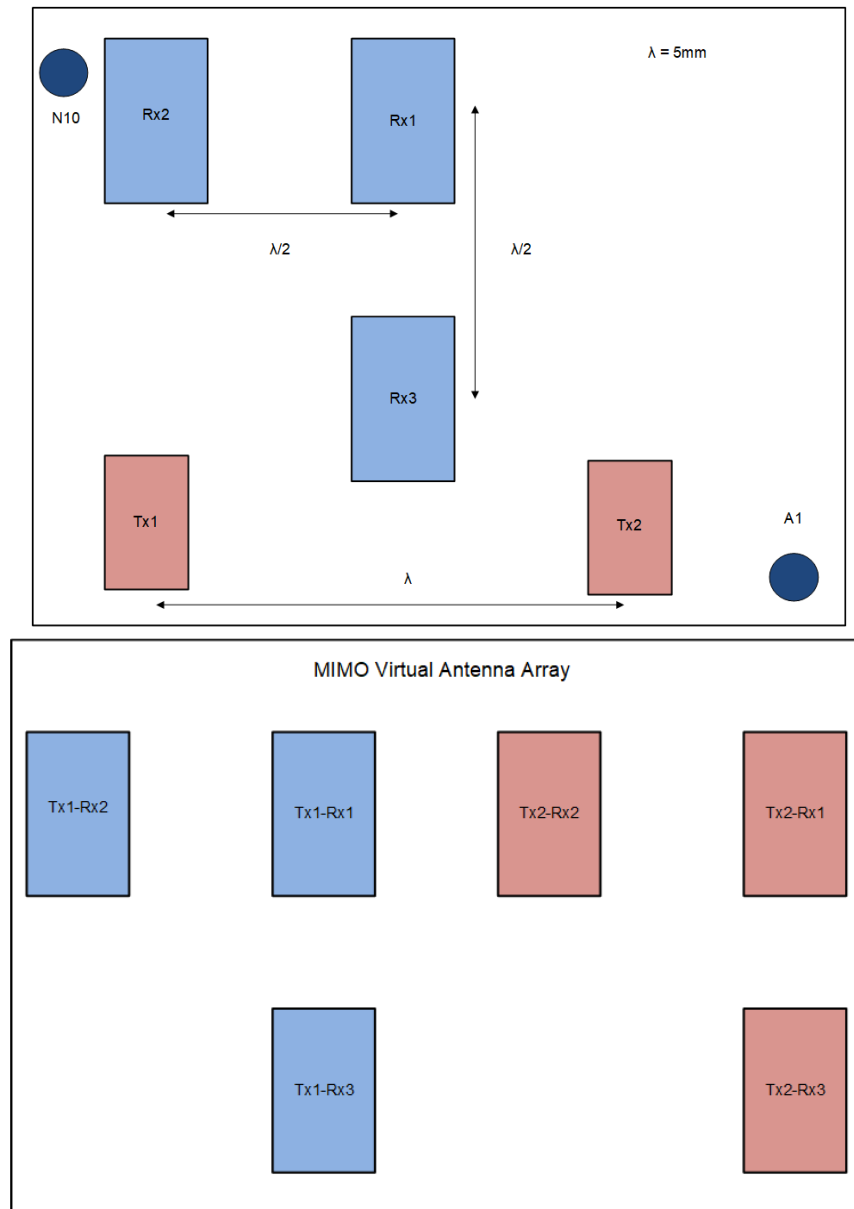 λ = 5mm
N10
Rx2
Rx1
λ/2
λ/2
Rx3
Tx1
Tx2
A1
λ
MIMO Virtual Antenna Array
Tx1-Rx2
Tx1-Rx1
Tx2-Rx2
Tx2-Rx1
Tx1-Rx3
Tx2-Rx3